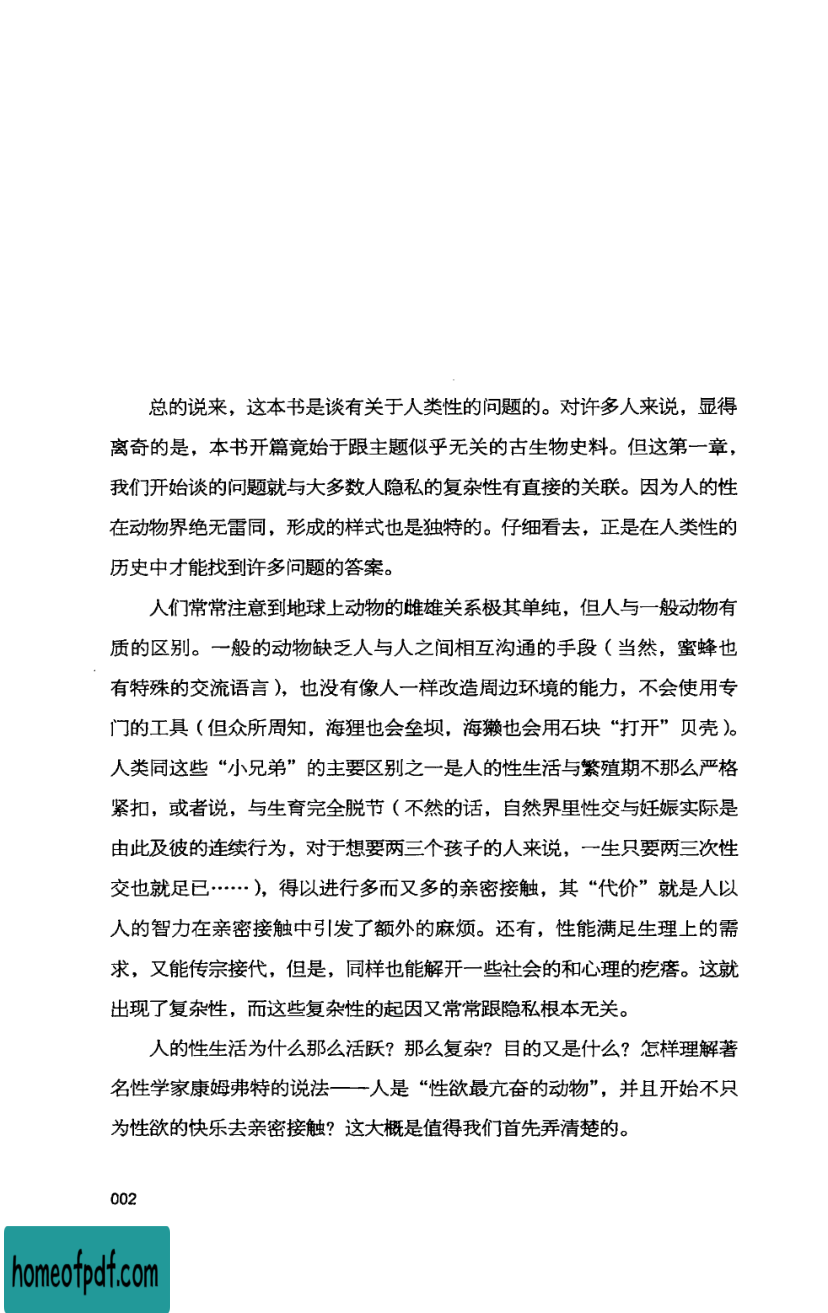 总的说来，这本书是谈有关于人类性的问题的。对许多人来说，显得
离奇的是，本书开篇竟始于跟主题似乎无关的古生物史料。但这第一章，
我们开始谈的问题就与大多数人隐私的复杂性有直接的关联。因为人的性
在动物界绝无雷同，形成的样式也是独特的。仔细看去，正是在人类性的
历史中才能找到许多问题的答案。
人们常常注意到地球上动物的雌雄关系极其单纯，但人与一般动物有
质的区别。一般的动物缺乏人与人之间相互沟通的手段（当然，蜜蜂也
有特殊的交流语言），也没有像人一样改造周边环境的能力，不会使用专
门的工具（但众所周知，海狸也会垒坝，海獭也会用石块“打开”贝壳）。
人类同这些“小兄弟”的主要区别之一是人的性生活与繁殖期不那么严格
紧扣，或者说，与生育完全脱节（不然的话，自然界里性交与妊娠实际是
由此及彼的连续行为，对于想要两三个孩子的人来说，一生只要两三次性
交也就足已……），得以进行多而又多的亲密接触，其“代价”就是人以
人的智力在亲密接触中引发了额外的麻烦。还有，性能满足生理上的需
求，又能传宗接代，但是，同样也能解开一些社会的和心理的疙瘩。这就
出现了复杂性，而这些复杂性的起因又常常跟隐私根本无关。
人的性生活为什么那么活跃？那么复杂？目的又是什么？怎样理解著
名性学家康姆弗特的说法——人是“性欲最亢奋的动物”，并且开始不只
为性欲的快乐去亲密接触？这大概是值得我们首先弄清楚的。
002
homeofpdf.com